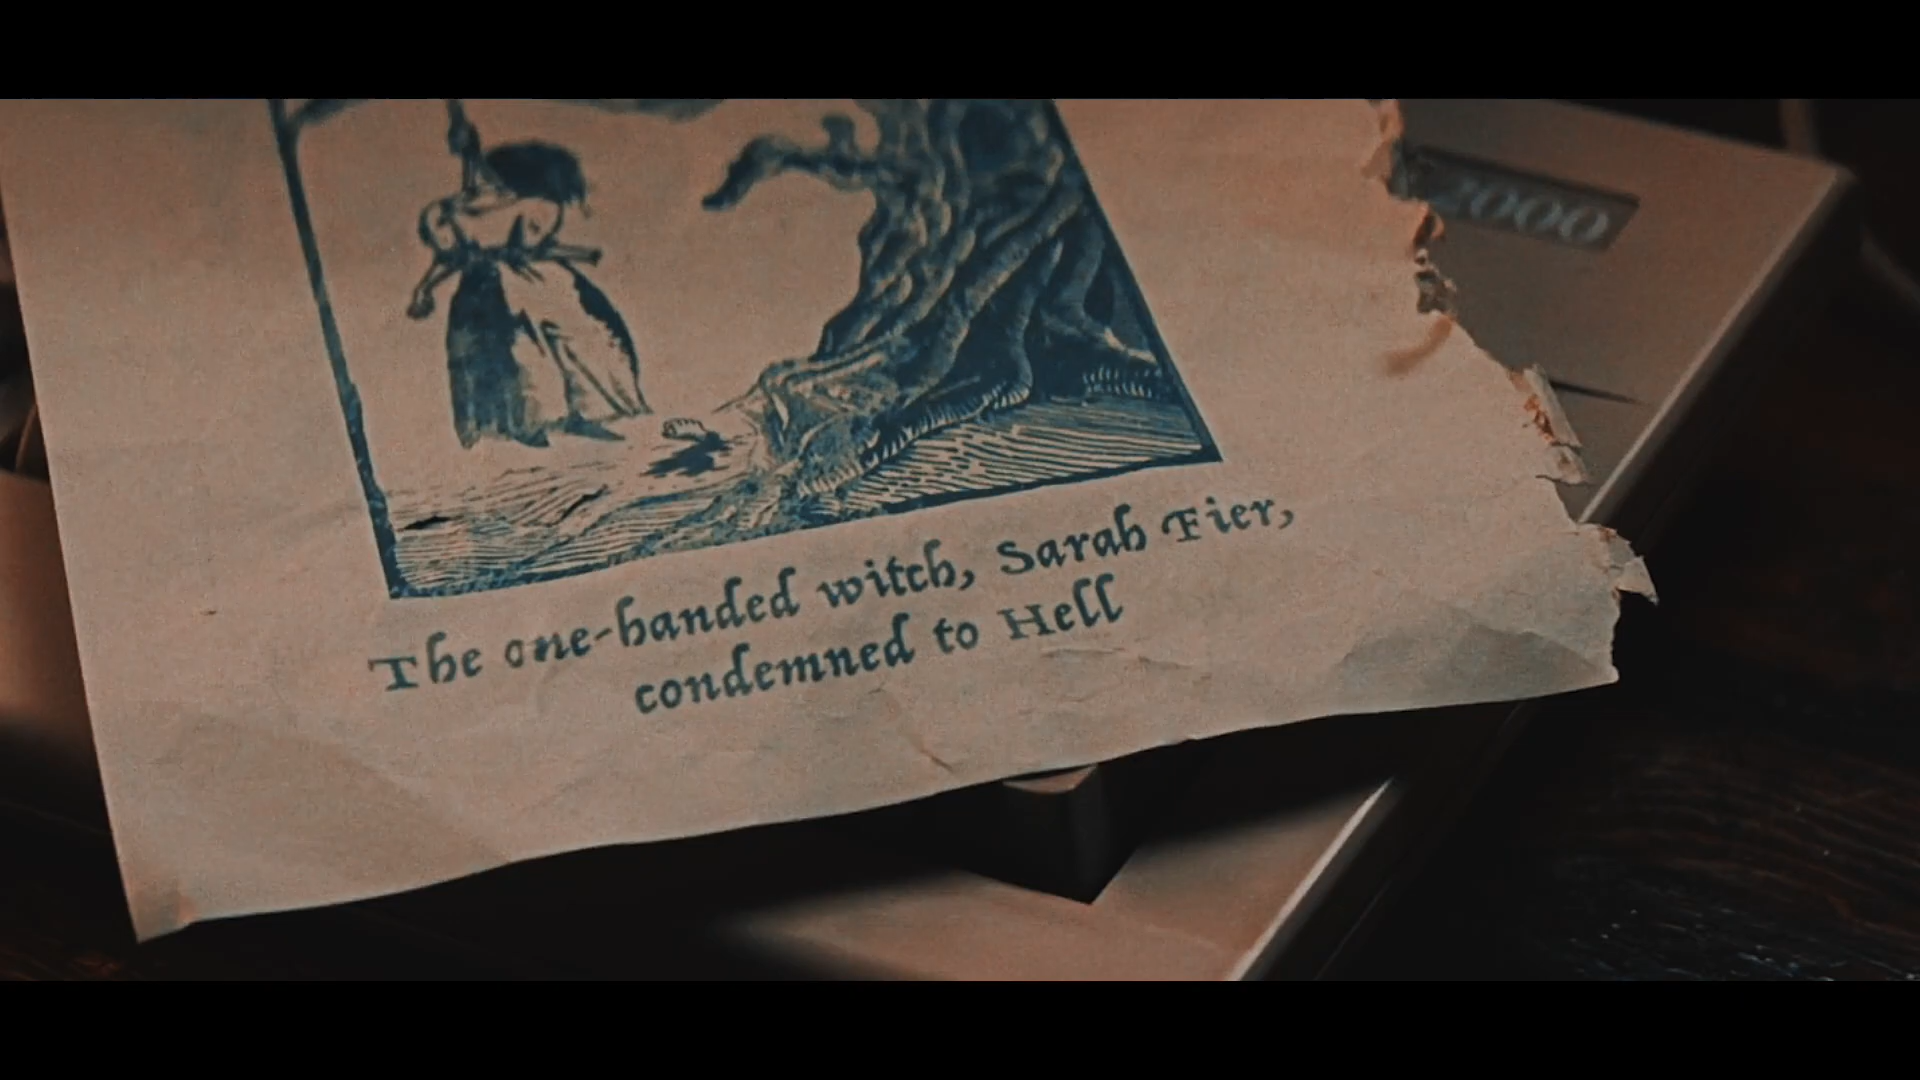 2000
The one-handed witch, Sarah Fier,
condemned to Hell